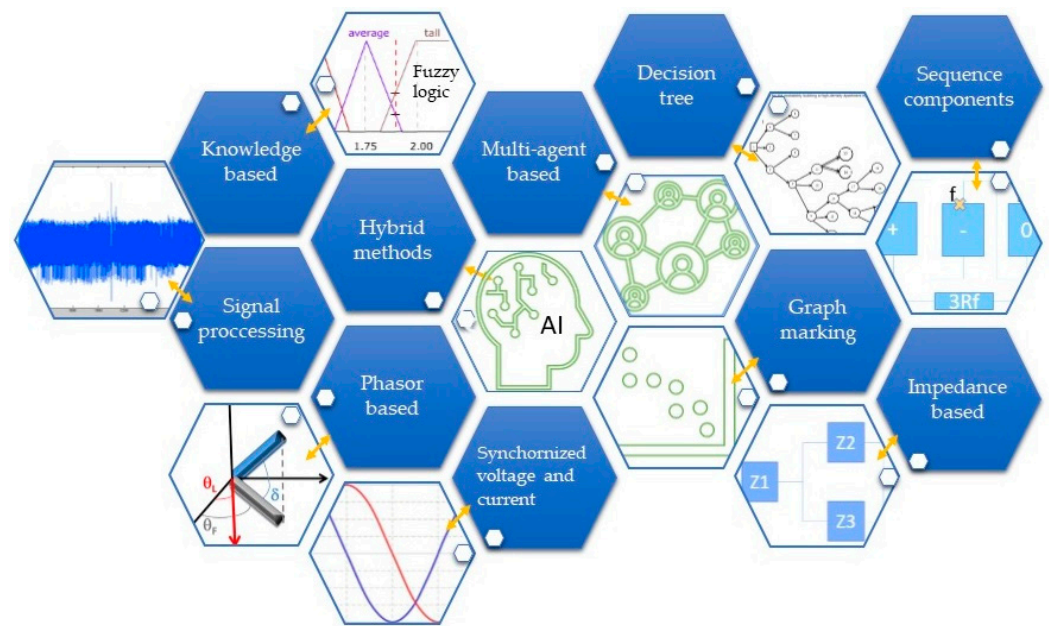 average
tall
Fuzzy
logic
1.75
2.00
Decision
tree
Sequence
components
Knowledge
based
Multi-agent
based
f
+
-
0
3Rf
Hybrid
methods
Signal
proccessing
AI
Graph
marking
Phasor
based
Impedance
based
Synchornized
voltage and
current
θL
θF
δ
Z1
Z2
Z3